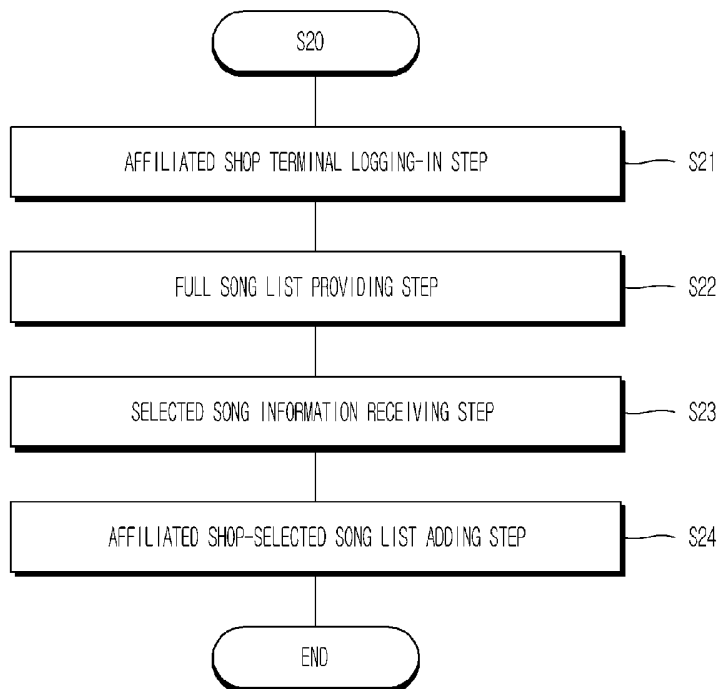 S20
AFFILIATED SHOP TERMINAL LOGGING-IN STEP
S21
FULL SONG LIST PROVIDING STEP
S22
SELECTED SONG INFORMATION RECEIVING STEP
S23
AFFILIATED SHOP-SELECTED SONG LIST ADDING STEP
S24
END